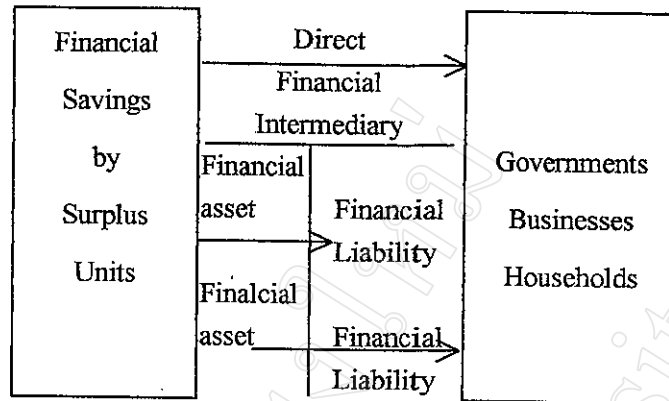 Financial
Savings
by
Surplus
Units
Direct
Financial
Intermediary
Financial
asset
Financial
Liability
Finalcial
asset
Financial
Liability
Governments
Businesses
Households